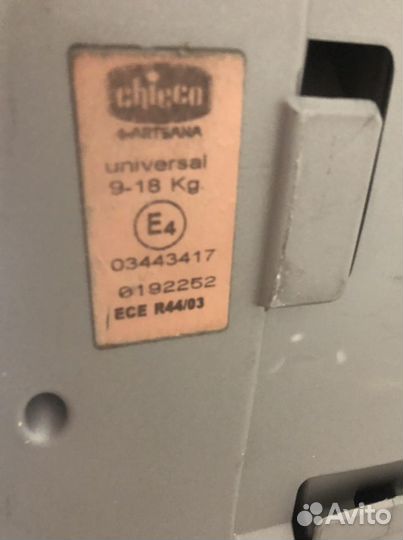 chicco
ARTSANA
universal
9-18 Kg.
E4
03443417
0192252
ECE R44/03
Avito